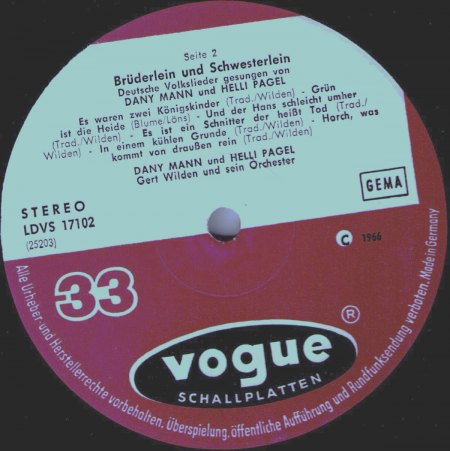 Seite 2
Brüderlein und Schwesterlein
Deutsche Volkslieder gesungen von
DANY MANN und HELLI PAGEL
Es waren zwei Königskinder (Trad./Wilden) - Grün
ist die Heide (Blume/Löns) - Und der Hans schleicht umher
(Trad./Wilden) - Es ist ein Schnitter der heißt Tod (Trad./
Wilden) - In einem kühlen Grunde (Trad./Wilden) - Horch, was
kommt von draußen rein (Trad./Wilden)
DANY MANN und HELLI PAGEL
Gert Wilden und sein Orchester
GEMA
STEREO
LDVS 17102
(25203)
C 1966
33
vogue ®
SCHALLPLATTEN
Alle Urheber- und Herstellerrechte vorbehalten. Überspielung, öffentliche Aufführung und Rundfunksendung verboten. Made in Germany